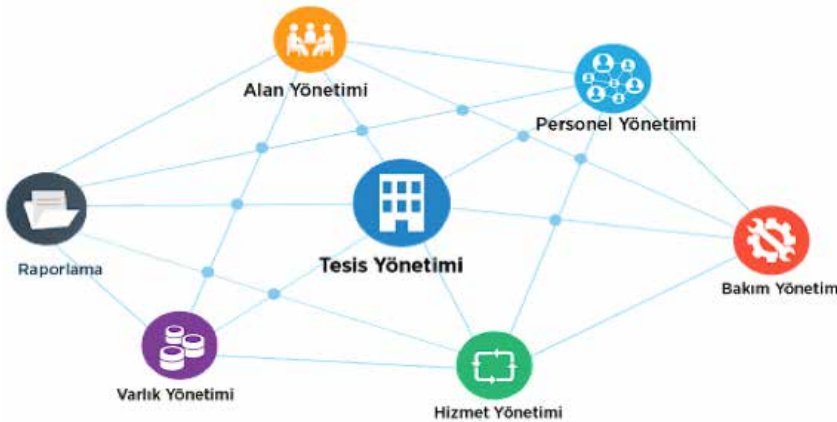 Alan Yönetimi
Personel Yönetimi
Tesis Yönetimi
Raporlama
Bakım Yönetim
Varlık Yönetimi
Hizmet Yönetimi